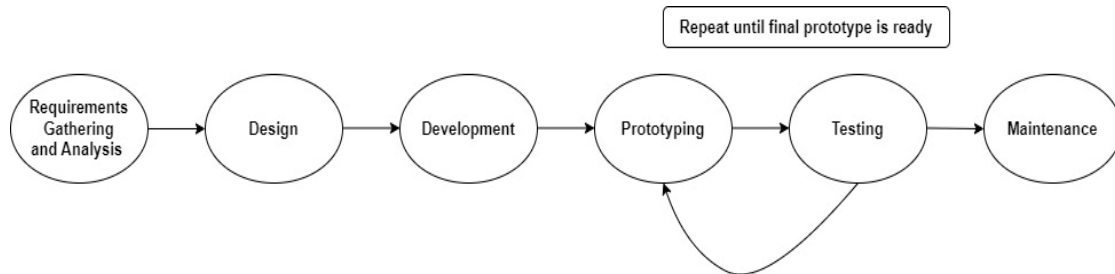 Repeat until final prototype is ready
Requirements
Gathering
and Analysis
Design
Development
Prototyping
Testing
Maintenance